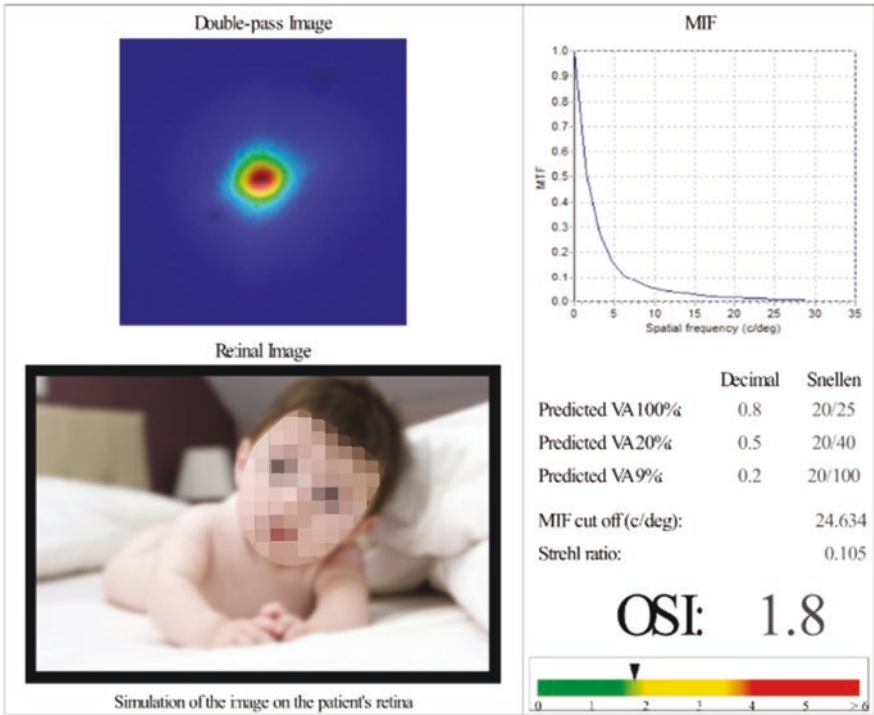 Double-pass Image
Retinal Image
Simulation of the image on the patient's retina
MTF
1.0
0.9
0.8
0.7
0.6
0.5
0.4
0.3
0.2
0.1
0.0
MTF
0 5 10 15 20 25 30 35
Spatial frequency (c/deg)
Decimal Snellen
Predicted VA 100%: 0.8 20/25
Predicted VA 20%: 0.5 20/40
Predicted VA 9%: 0.2 20/100
MTF cut off (c/deg): 24.634
Strehl ratio: 0.105
OSI: 1.8
0 1 2 3 4 5 >6